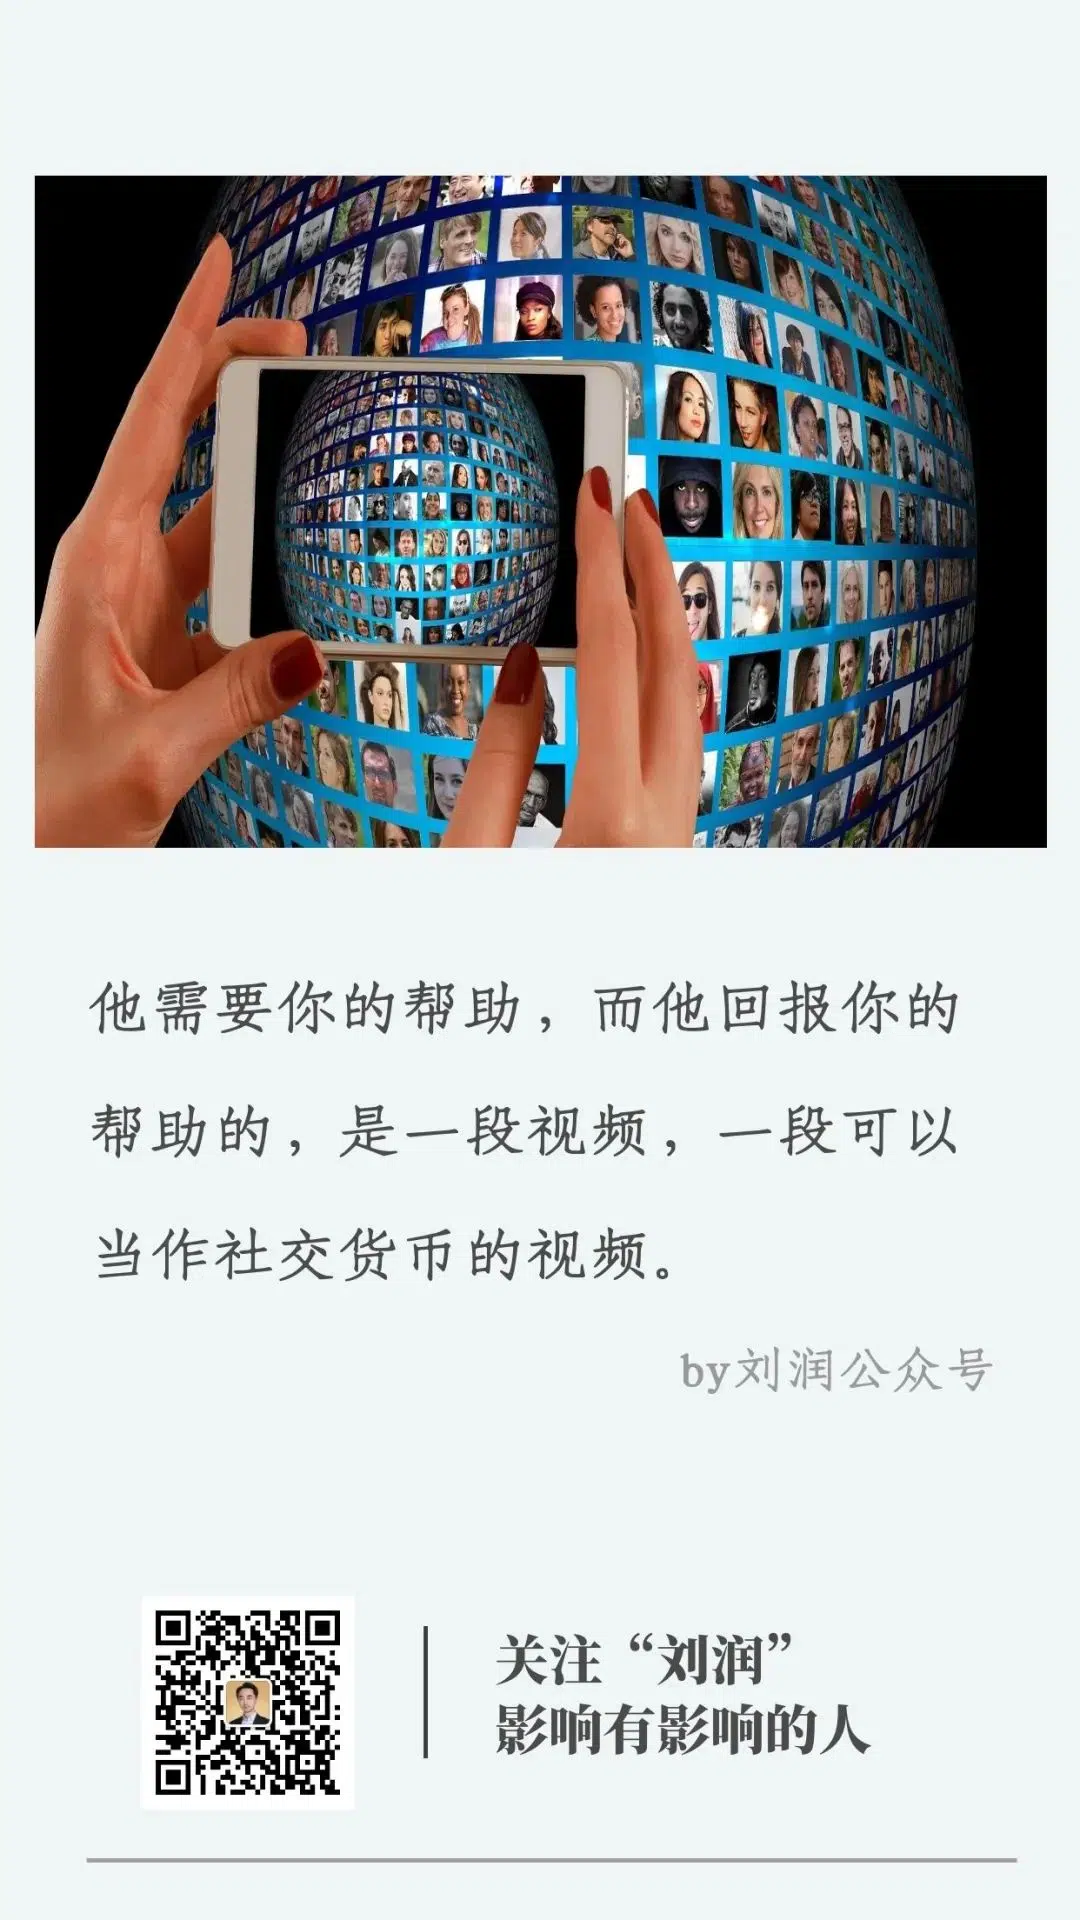 他需要你的帮助，而他回报你的
帮助的，是一段视频，一段可以
当作社交货币的视频。
by刘润公众号
关注“刘润”
影响有影响的人